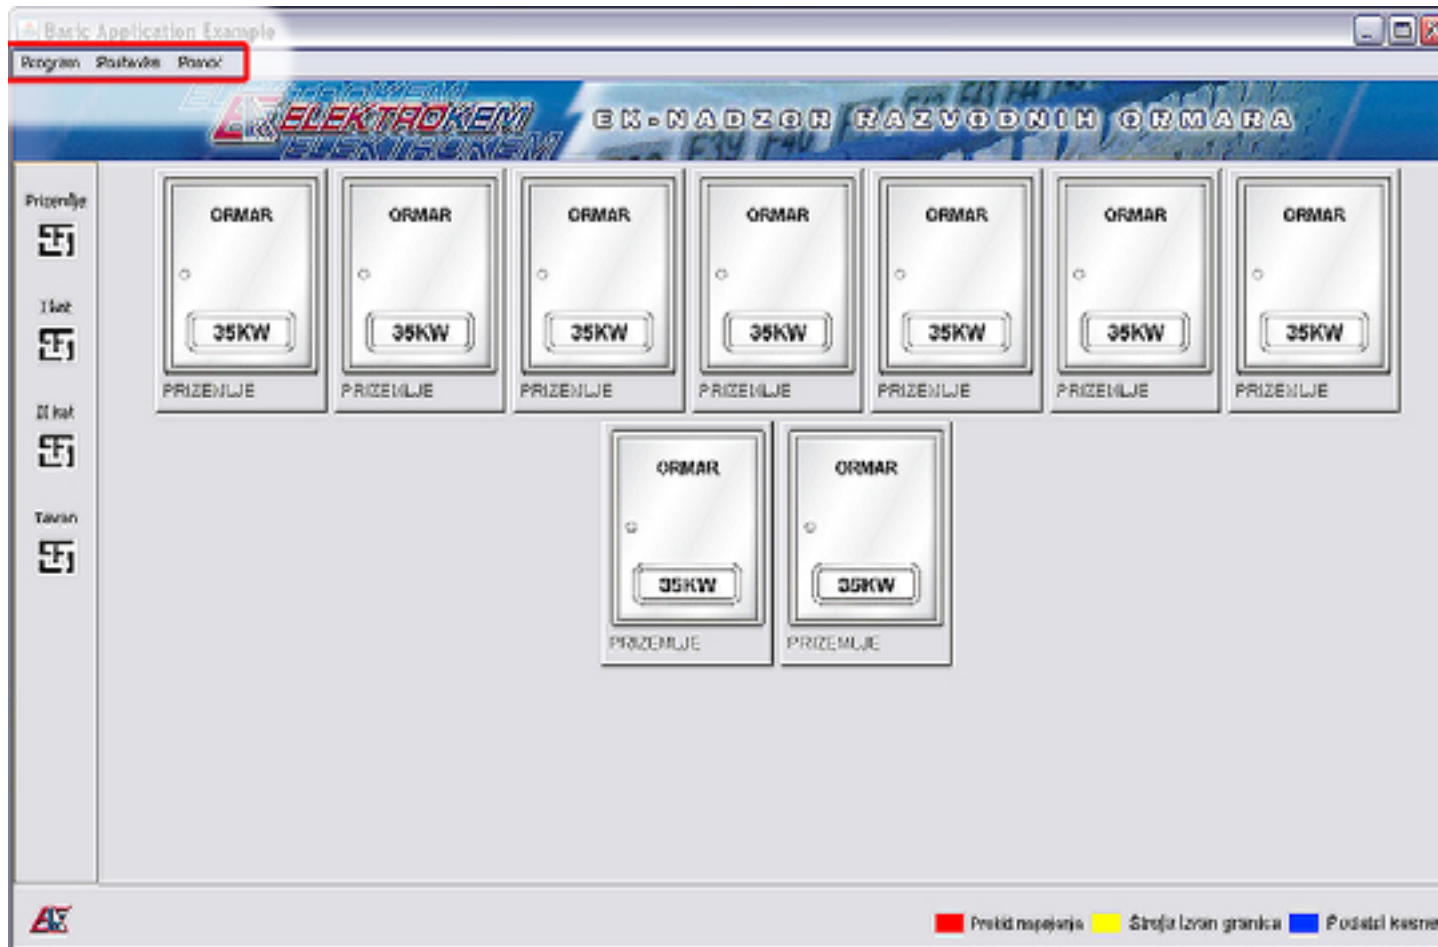 Basic Application Example
Program Postavke Pomoć
ELEKTROKEM EK-NADZOR RAZVODNIH ORMARA
Prizemlje
I kat
II kat
Tavan
ORMAR ORMAR ORMAR ORMAR ORMAR ORMAR ORMAR
35KW 35KW 35KW 35KW 35KW 35KW 35KW
PRIZEMLJE PRIZEMLJE PRIZEMLJE PRIZEMLJE PRIZEMLJE PRIZEMLJE PRIZEMLJE
ORMAR ORMAR
35KW 35KW
PRIZEMLJE PRIZEMLJE
Prekid napajanja Struja izvan granica Podatci kasne